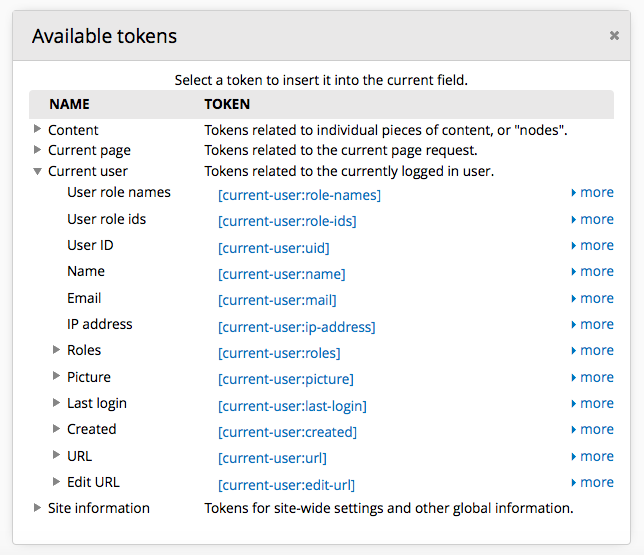 Available tokens
Select a token to insert it into the current field.
NAME TOKEN
Content Tokens related to individual pieces of content, or "nodes".
Current page Tokens related to the current page request.
Current user Tokens related to the currently logged in user.
User role names [current-user:role-names] more
User role ids [current-user:role-ids] more
User ID [current-user:uid] more
Name [current-user:name] more
Email [current-user:mail] more
IP address [current-user:ip-address] more
Roles [current-user:roles] more
Picture [current-user:picture] more
Last login [current-user:last-login] more
Created [current-user:created] more
URL [current-user:url] more
Edit URL [current-user:edit-url] more
Site information Tokens for site-wide settings and other global information.